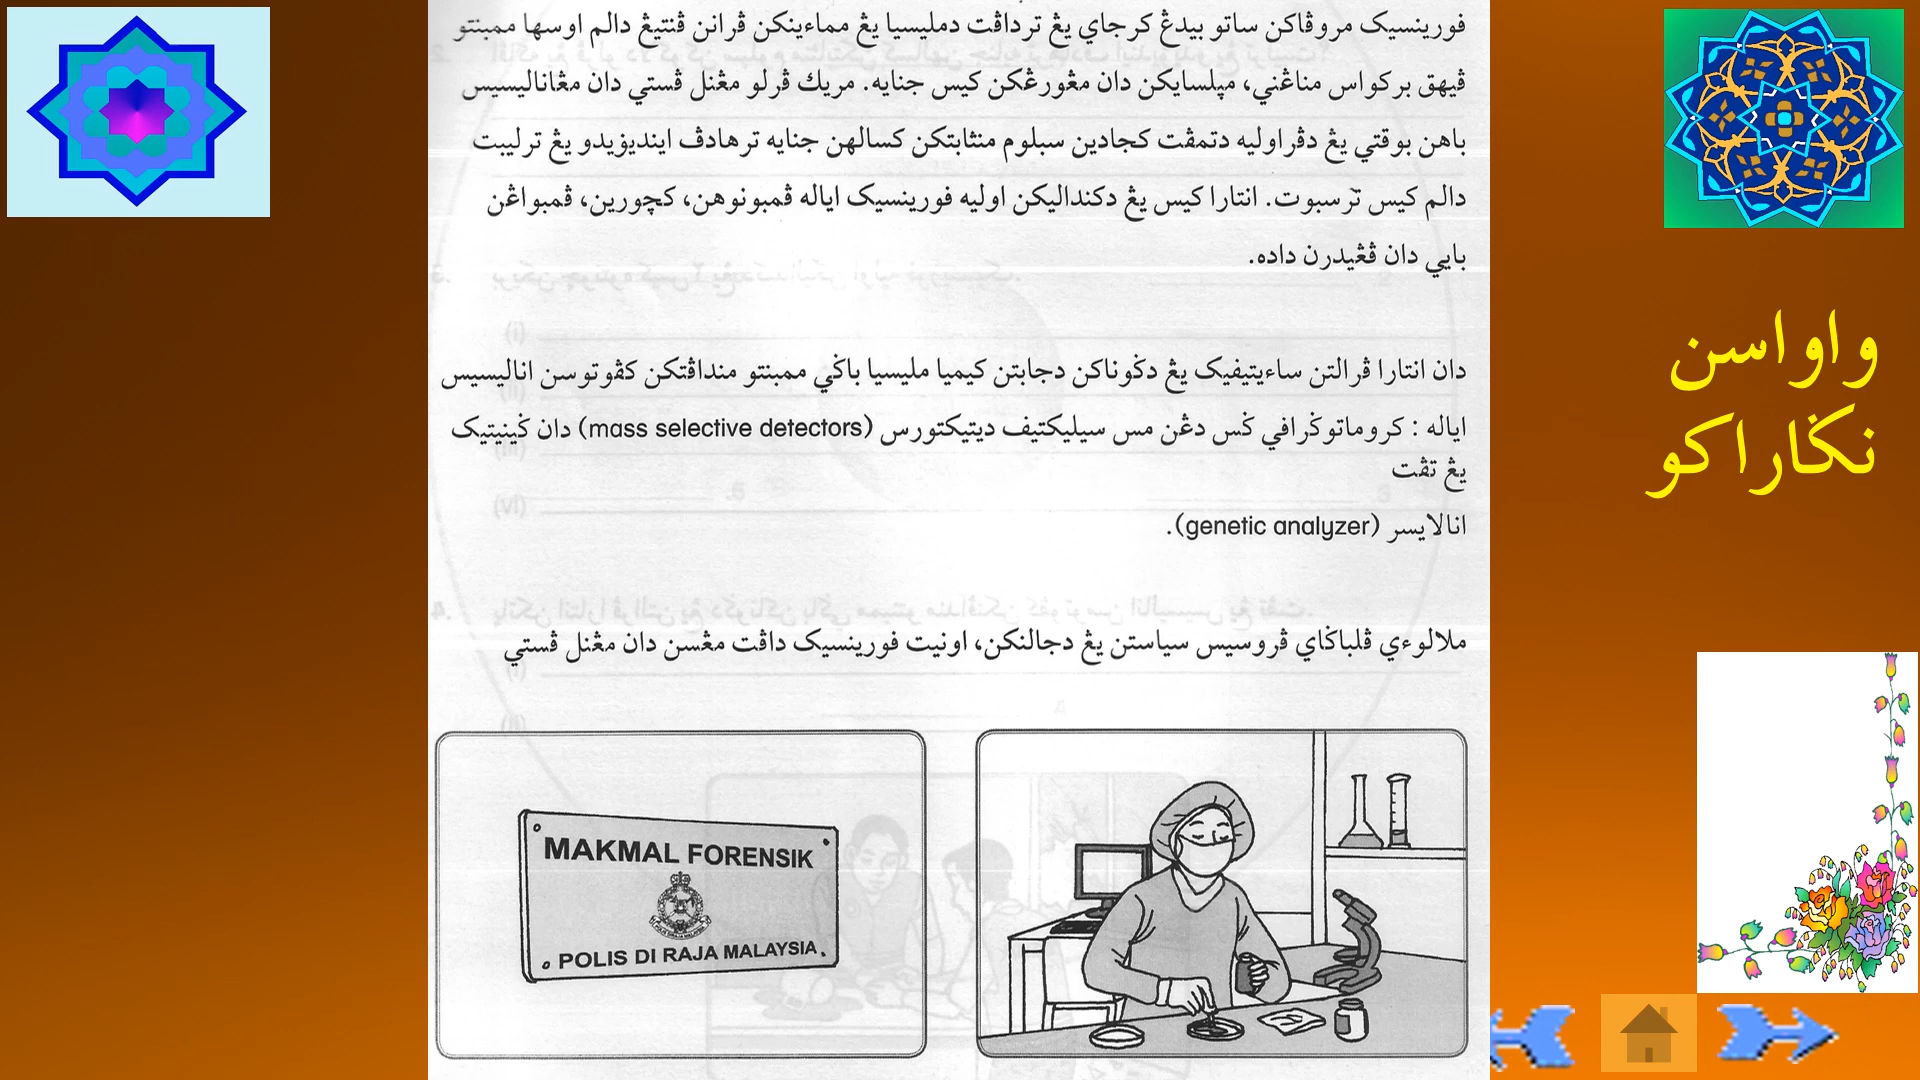 فورينسيک مروڤاکن ساتو بيدڠ کرجاي يڠ ترداڤت دمليسيا يڠ مماءينکن ڤرانن ڤنتيڠ دالم اوسها ممبنتو
ڤيهق برکواس مناڠني، مڽلسايکن دان مڠورڠکن کيس جنايه. مريك ڤرلو مڠنل ڤستي دان مڠاناليسيس
باهن بوقتي يڠ دڤراوليه دتمڤت کجادين سبلوم منثابتکن کسالهن جنايه ترهادڤ اينديۏيدو يڠ ترليبت
دالم کيس ترسبوت. انتارا کيس يڠ دکنداليکن اوليه فورينسيک اياله ڤمبونوهن، کچورين، ڤمبواڠن
بايي دان ڤڠيدرن داده.
دان انتارا ڤرالتن ساءينتيفيک يڠ دݢوناکن دجابتن کيميا مليسيا باݢي ممبنتو منداڤتکن کڤوتوسن اناليسيس
اياله : کروماتوݢرافي ݢس دڠن مس سيليکتيف ديتيکتورس (mass selective detectors) دان ݢينيتيک
يڠ تڤت
انالايسر (genetic analyzer).
ملالوءي ڤلباݢاي ڤروسيس سياستن يڠ دجالنکن، اونيت فورينسيک داڤت مڠسن دان مڠنل ڤستي
واواسن
نݢاراکو
MAKMAL FORENSIK
POLIS DI RAJA MALAYSIA